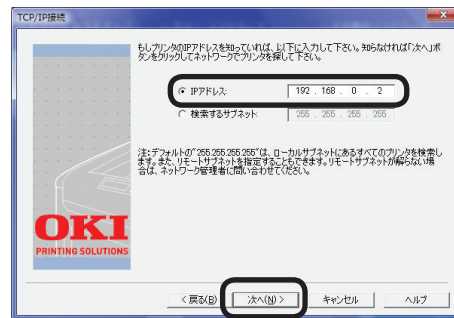 TCP/IP接続
もしプリンタのIPアドレスを知っていれば、以下に入力して下さい。知らなければ「次へ」ボ
タンをクリックしてネットワークでプリンタを探して下さい。
IPアドレス: 192 . 168 . 0 . 2
検索するサブネット: 255 . 255 . 255 . 255
注:デフォルトの"255.255.255.255"は、ローカルサブネットにあるすべてのプリンタを検索し
ます。また、リモートサブネットを指定することもできます。リモートサブネットが解らない場
合は、ネットワーク管理者に問い合わせてください。
OKI
PRINTING SOLUTIONS
< 戻る(B) 次へ(N) > キャンセル ヘルプ